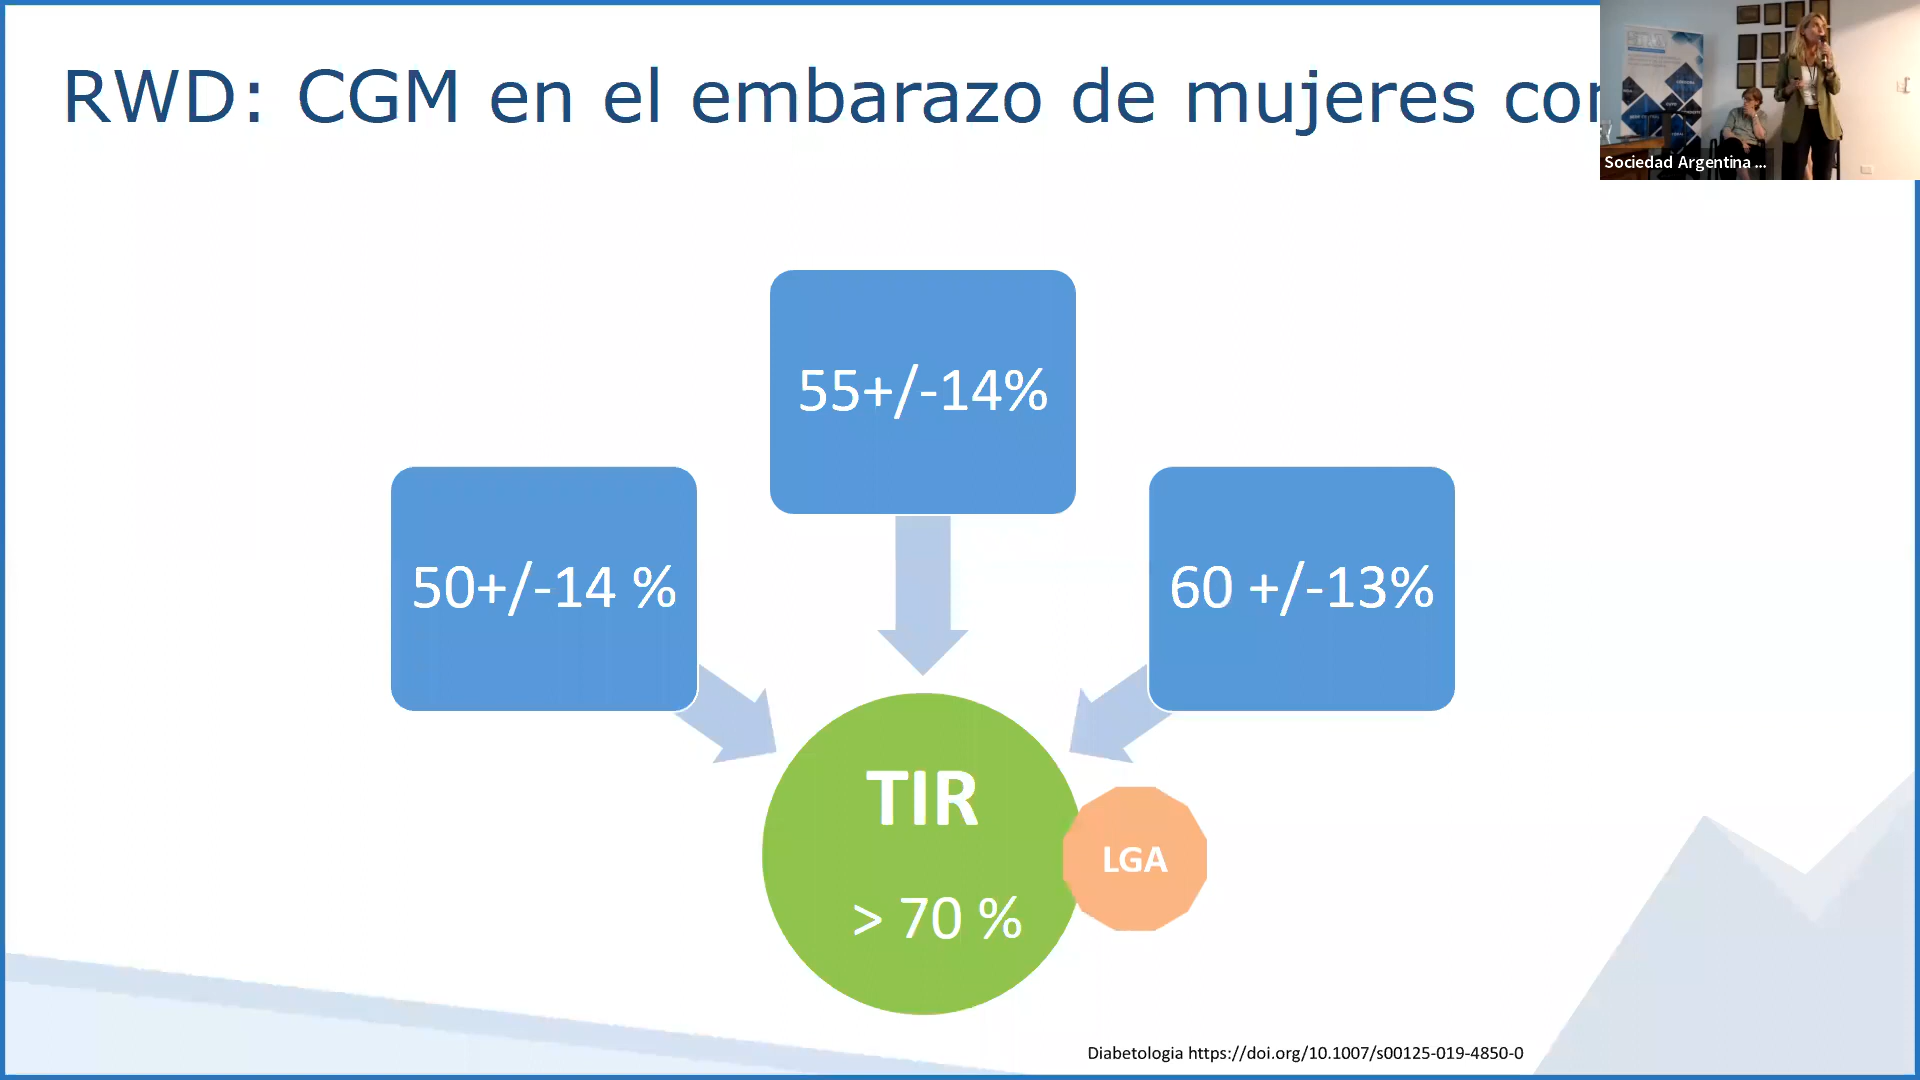 RWD: CGM en el embarazo de mujeres con
Sociedad Argentina ...
55+/-14%
50+/-14 %
60 +/-13%
TIR
> 70 %
LGA
Diabetologia https://doi.org/10.1007/s00125-019-4850-0